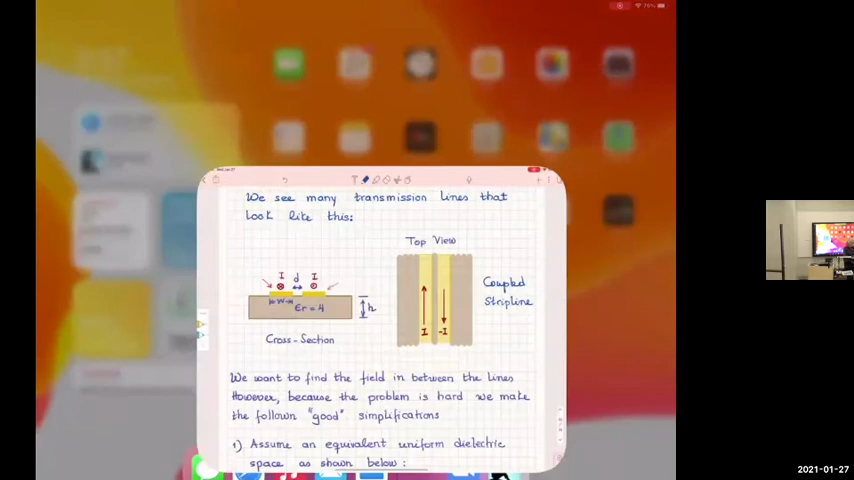 76%
We see many transmission lines that
look like this:
Top View
I d I
w
Er = 4
h
Coupled
Stripline
I -I
Cross-Section
We want to find the field in between the lines
However, because the problem is hard we make
the follown "good" simplifications
1) Assume an equivalent uniform dielectric
space as shown below:
2021-01-27